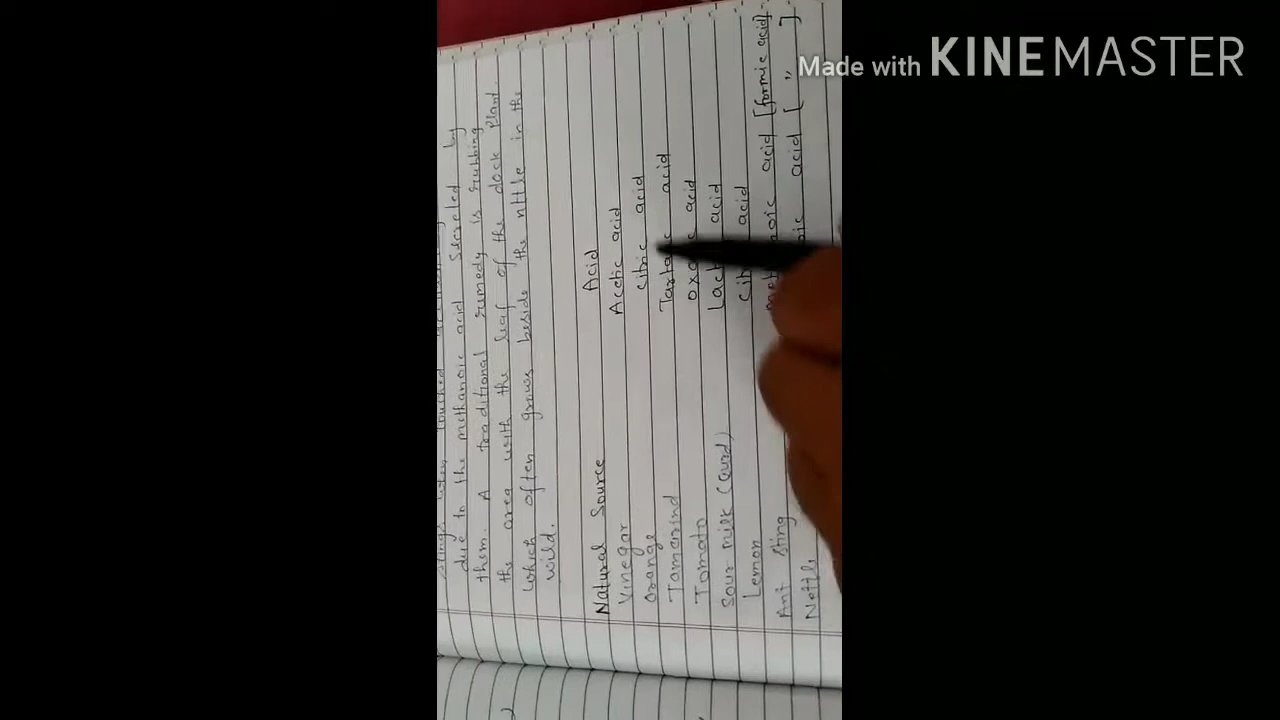 Made with KINEMASTER
due to the methanoic acid secreted by
them. A traditional remedy is rubbing
the area with the leaf of the dock plant.
which often grows beside the nttle in the
wild.
Natural Source Acid
Vinegar Acetic acid
Orange Citric acid
Tamarind acid
Tomato acid
Sour milk (Curd) acid
Lemon acid
Ant Sting acid [formic acid]
Nettle acid [ " ]